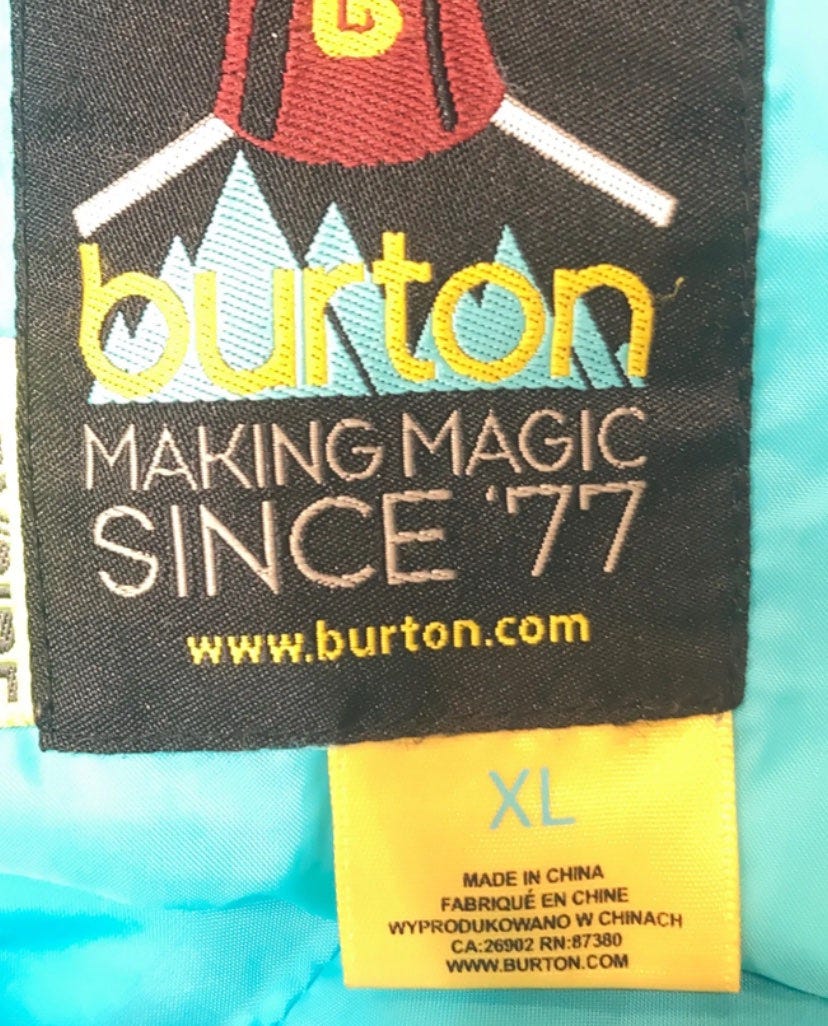 burton
MAKING MAGIC
SINCE '77
www.burton.com
XL
MADE IN CHINA
FABRIQUÉ EN CHINE
WYPRODUKOWANO W CHINACH
CA:26902 RN:87380
WWW.BURTON.COM